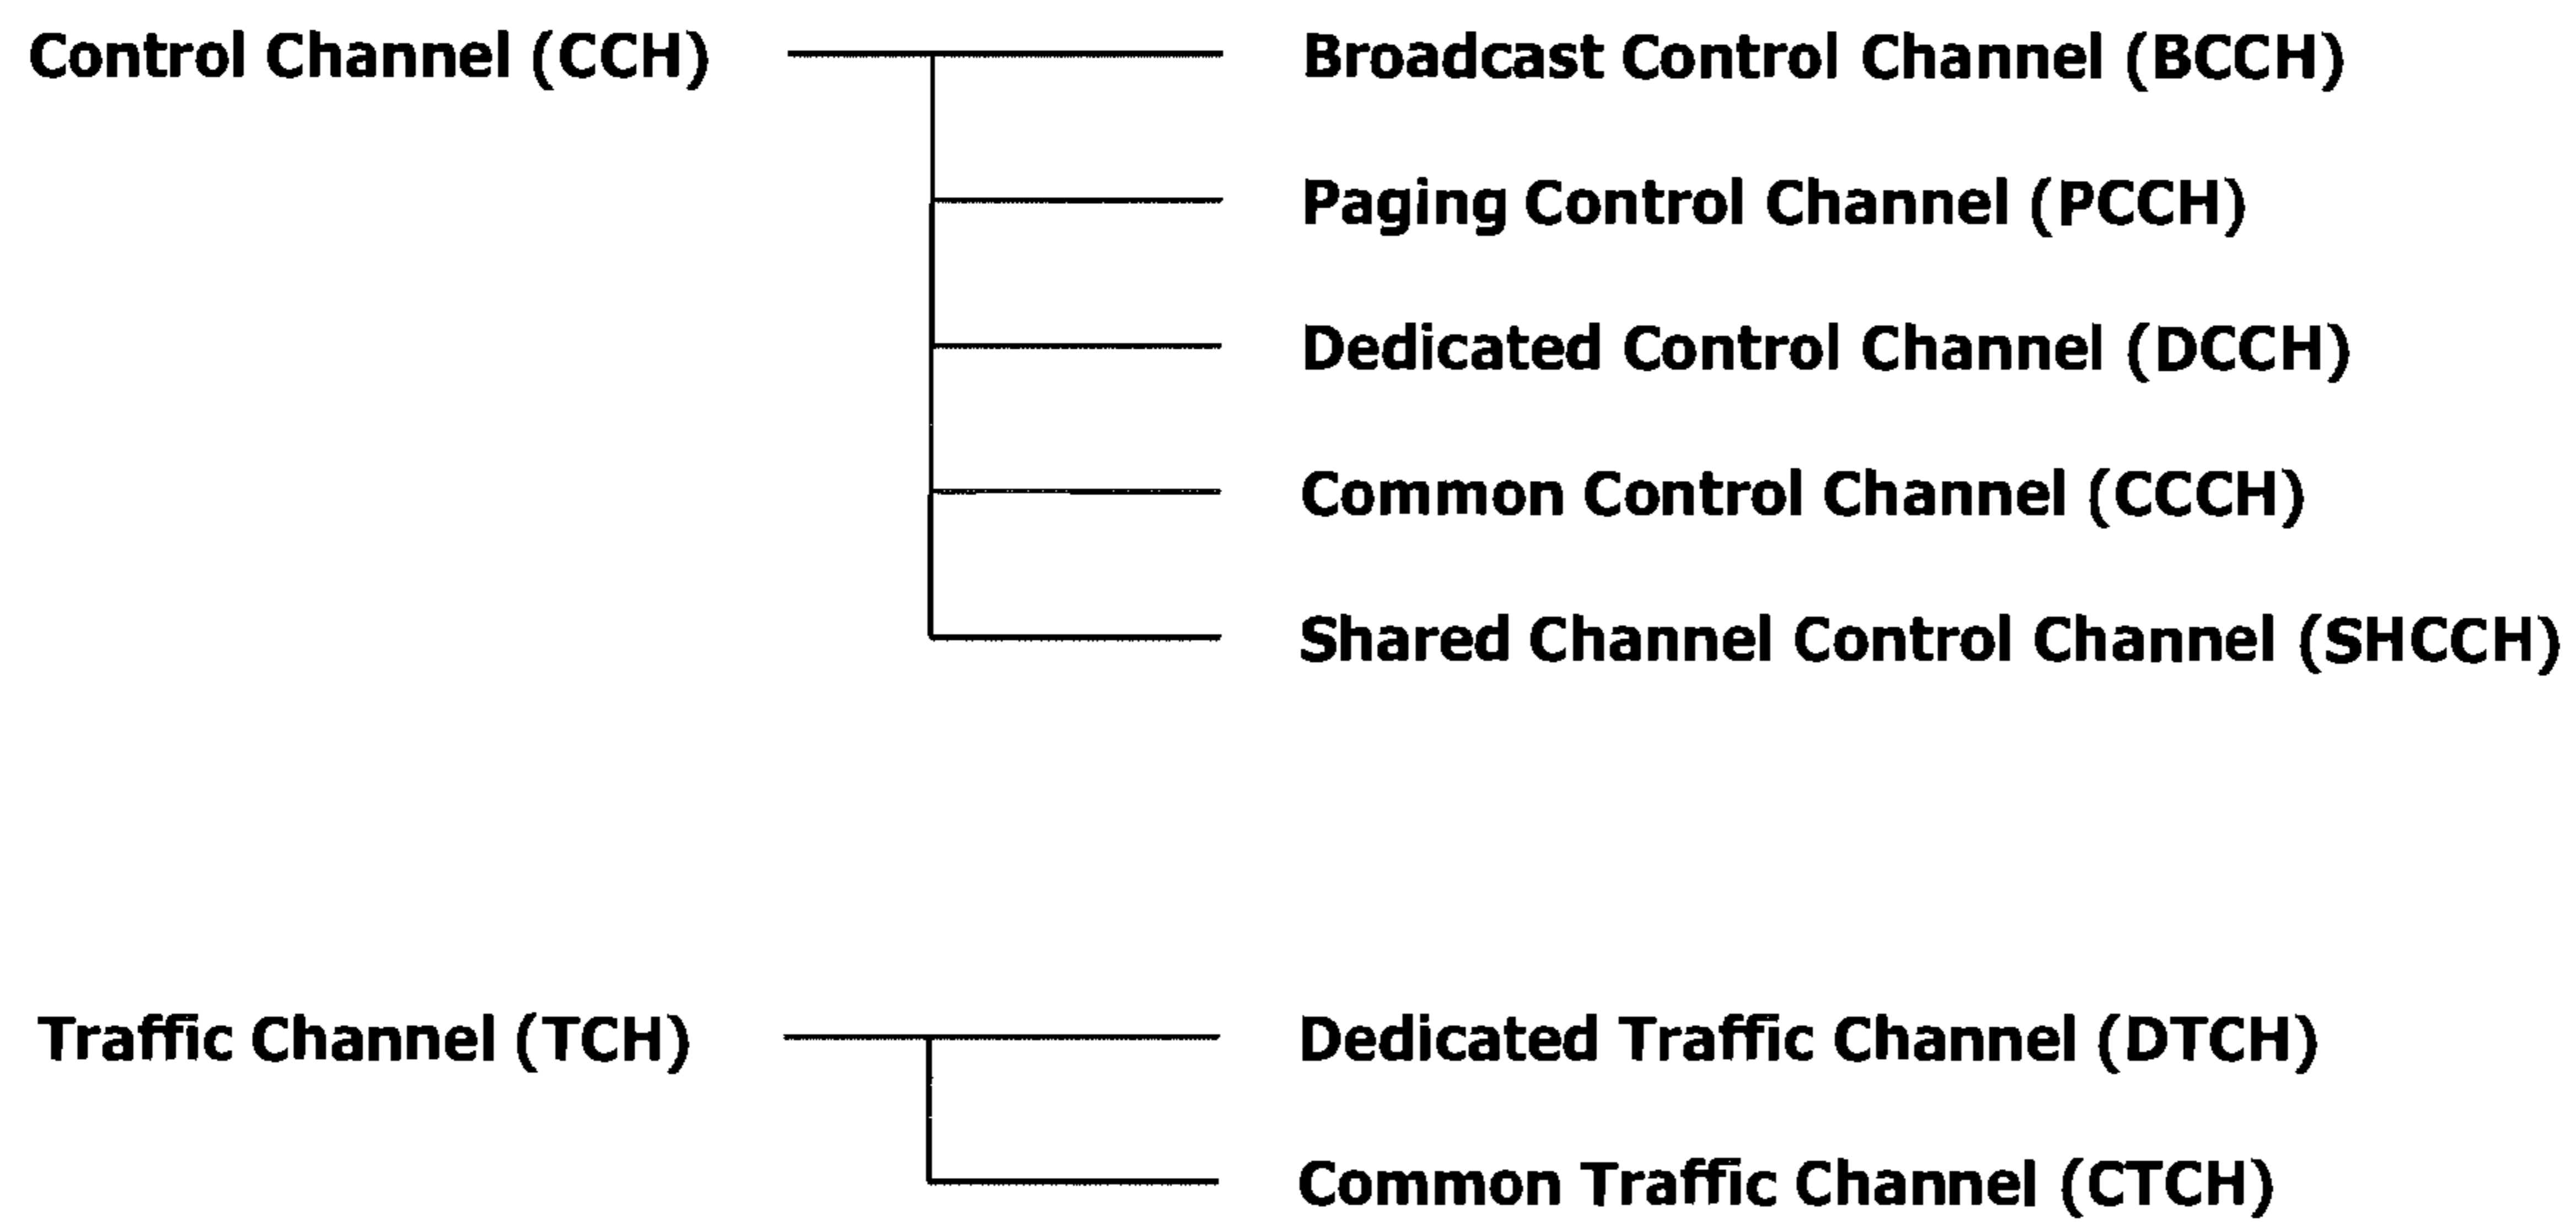 Control Channel (CCH)
Broadcast Control Channel (BCCH)
Paging Control Channel (PCCH)
Dedicated Control Channel (DCCH)
Common Control Channel (CCCH)
Shared Channel Control Channel (SHCCH)
Traffic Channel (TCH)
Dedicated Traffic Channel (DTCH)
Common Traffic Channel (CTCH)